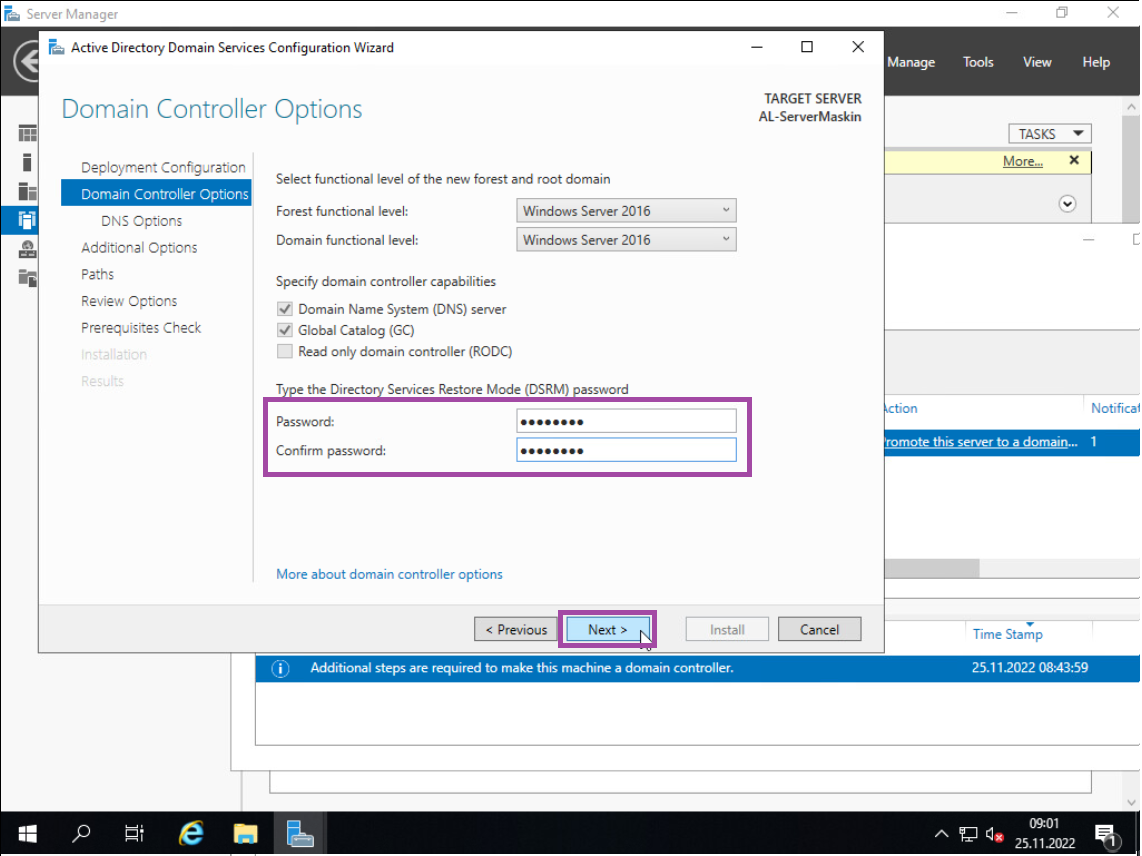 Server Manager
Active Directory Domain Services Configuration Wizard
Manage Tools View Help
Domain Controller Options
TARGET SERVER
AL-ServerMaskin
TASKS
More...
Deployment Configuration
Domain Controller Options
DNS Options
Additional Options
Paths
Review Options
Prerequisites Check
Installation
Results
Select functional level of the new forest and root domain
Forest functional level: Windows Server 2016
Domain functional level: Windows Server 2016
Specify domain controller capabilities
Domain Name System (DNS) server
Global Catalog (GC)
Read only domain controller (RODC)
Type the Directory Services Restore Mode (DSRM) password
Password: ●●●●●●●●
Confirm password: ●●●●●●●●
More about domain controller options
< Previous Next > Install Cancel
Action Notificat
Promote this server to a domain... 1
Time Stamp
Additional steps are required to make this machine a domain controller. 25.11.2022 08:43:59
09:01
25.11.2022
1